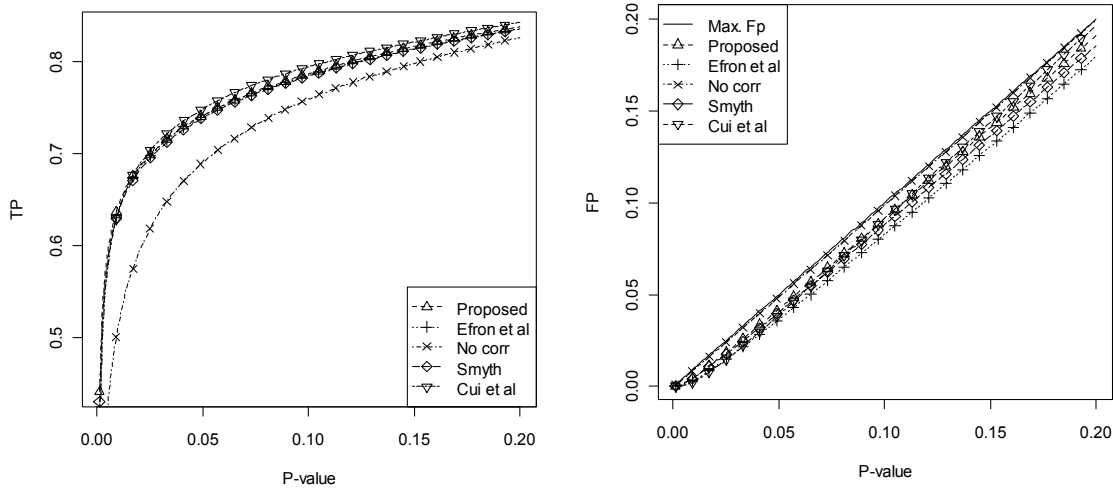 TP
0.8
0.7
0.6
0.5
Proposed
Efron et al
No corr
Smyth
Cui et al
0.00 0.05 0.10 0.15 0.20
P-value
FP
0.20
0.15
0.10
0.05
0.00
Max. Fp
Proposed
Efron et al
No corr
Smyth
Cui et al
0.00 0.05 0.10 0.15 0.20
P-value